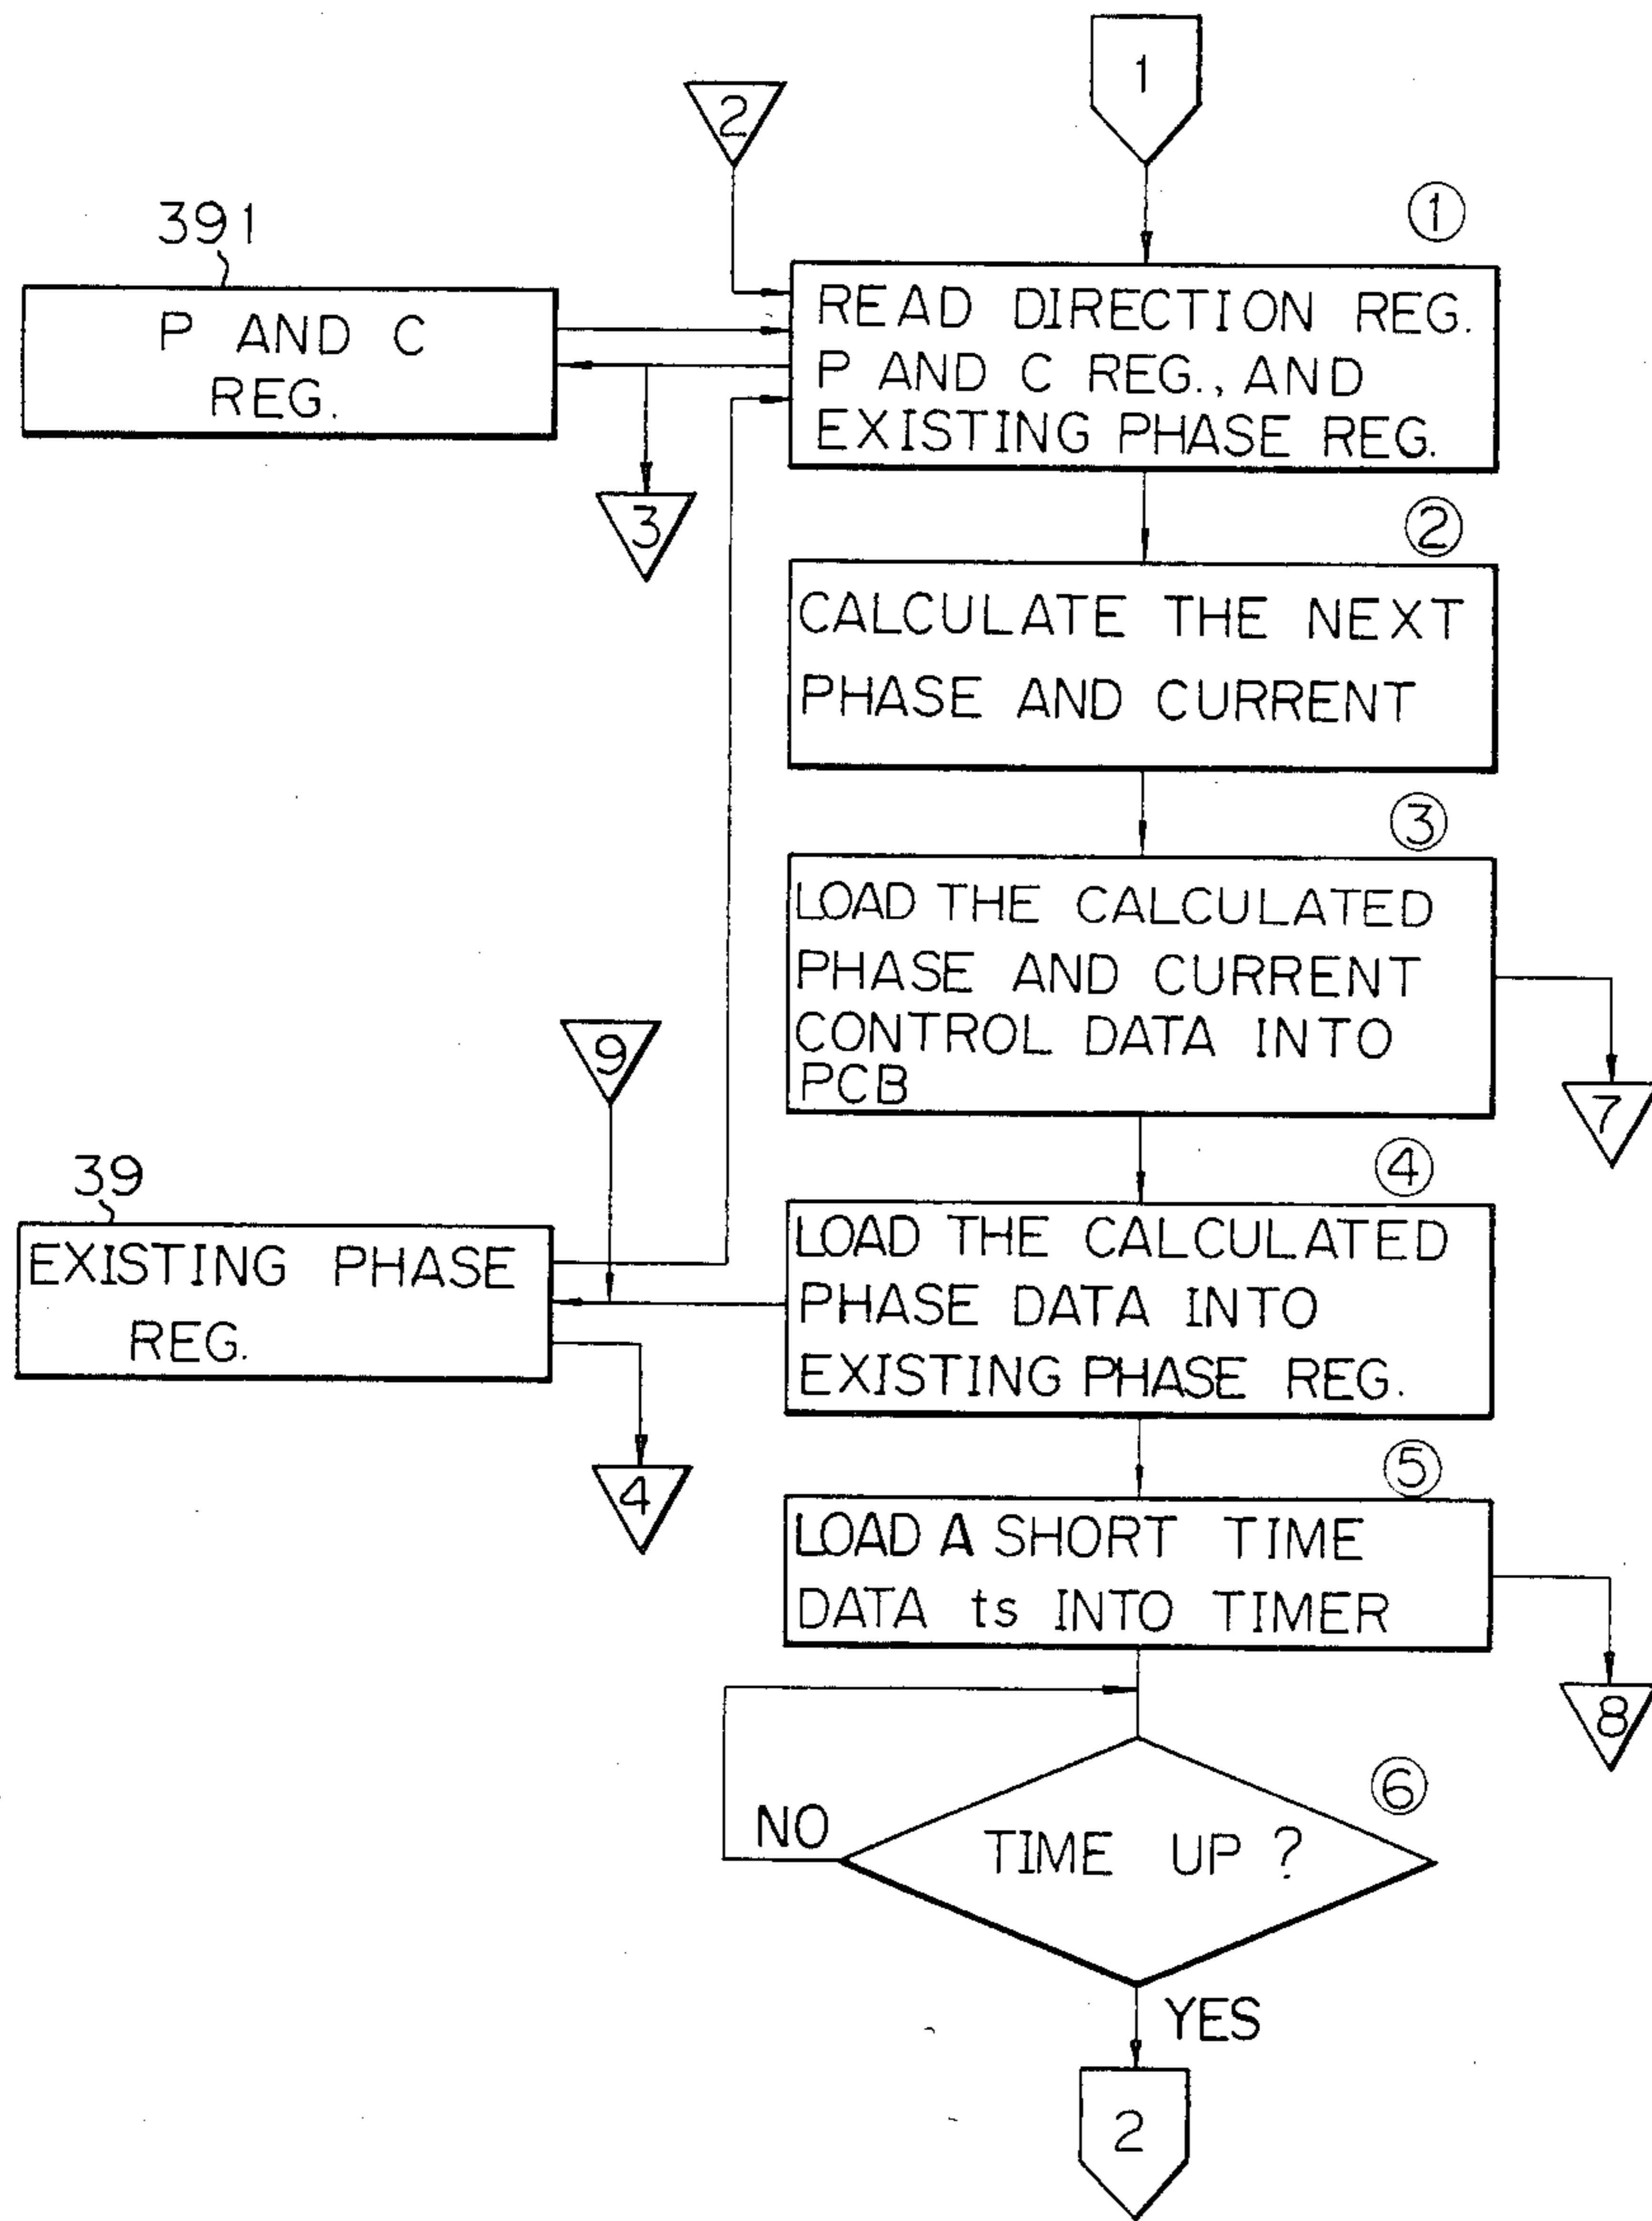 1
2
①
391
P AND C
REG.
READ DIRECTION REG.
P AND C REG., AND
EXISTING PHASE REG.
3
②
CALCULATE THE NEXT
PHASE AND CURRENT
③
LOAD THE CALCULATED
PHASE AND CURRENT
CONTROL DATA INTO
PCB
7
9
④
39
EXISTING PHASE
REG.
LOAD THE CALCULATED
PHASE DATA INTO
EXISTING PHASE REG.
4
⑤
LOAD A SHORT TIME
DATA ts INTO TIMER
8
⑥
NO
TIME UP ?
YES
2